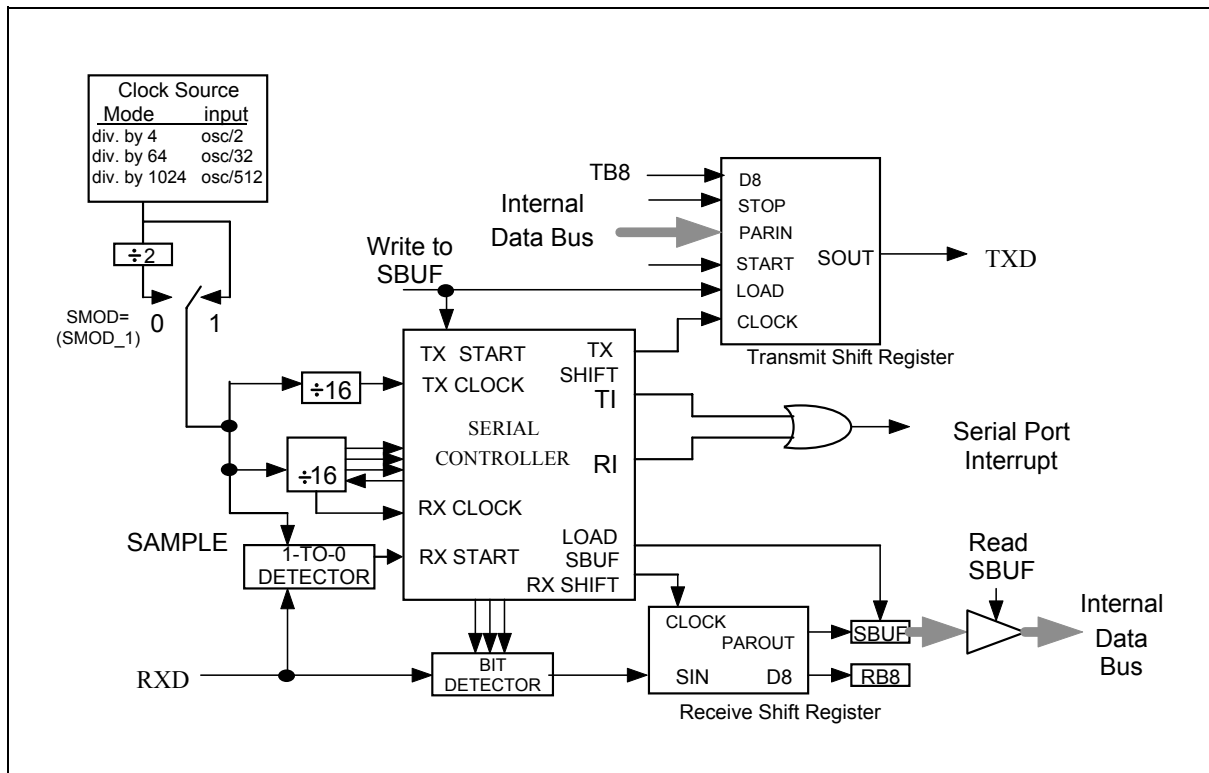 Clock Source
Mode input
div. by 4 osc/2
div. by 64 osc/32
div. by 1024 osc/512
÷2
SMOD=
(SMOD_1)
0 1
TB8
Internal
Data Bus
Write to
SBUF
D8
STOP
PARIN
START
LOAD
CLOCK
SOUT
TXD
Transmit Shift Register
÷16
÷16
TX START
TX CLOCK
SERIAL
CONTROLLER
RX CLOCK
RX START
TX
SHIFT
TI
RI
LOAD
SBUF
RX SHIFT
Serial Port
Interrupt
SAMPLE
1-TO-0
DETECTOR
RXD
BIT
DETECTOR
CLOCK
PAROUT
SIN D8
Receive Shift Register
SBUF
RB8
Read
SBUF
Internal
Data
Bus